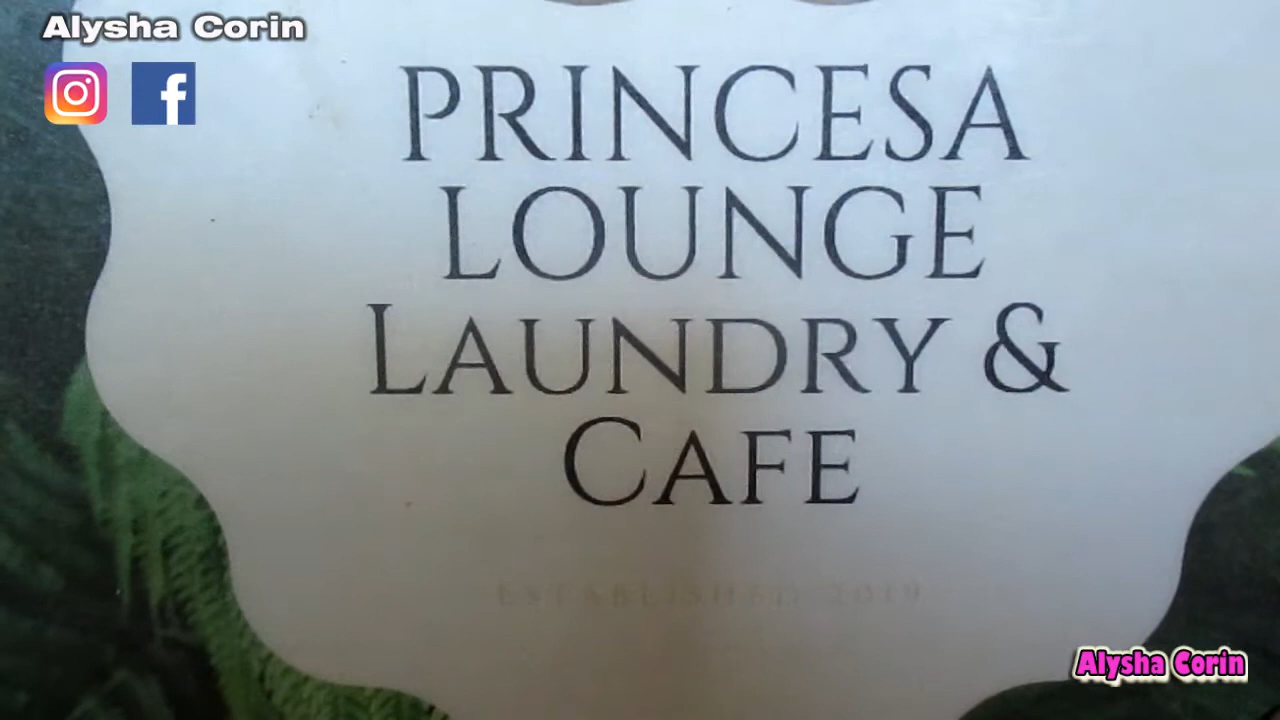 Alysha Corin
PRINCESA
LOUNGE
LAUNDRY &
CAFE
ESTABLISHED 2019
Alysha Corin